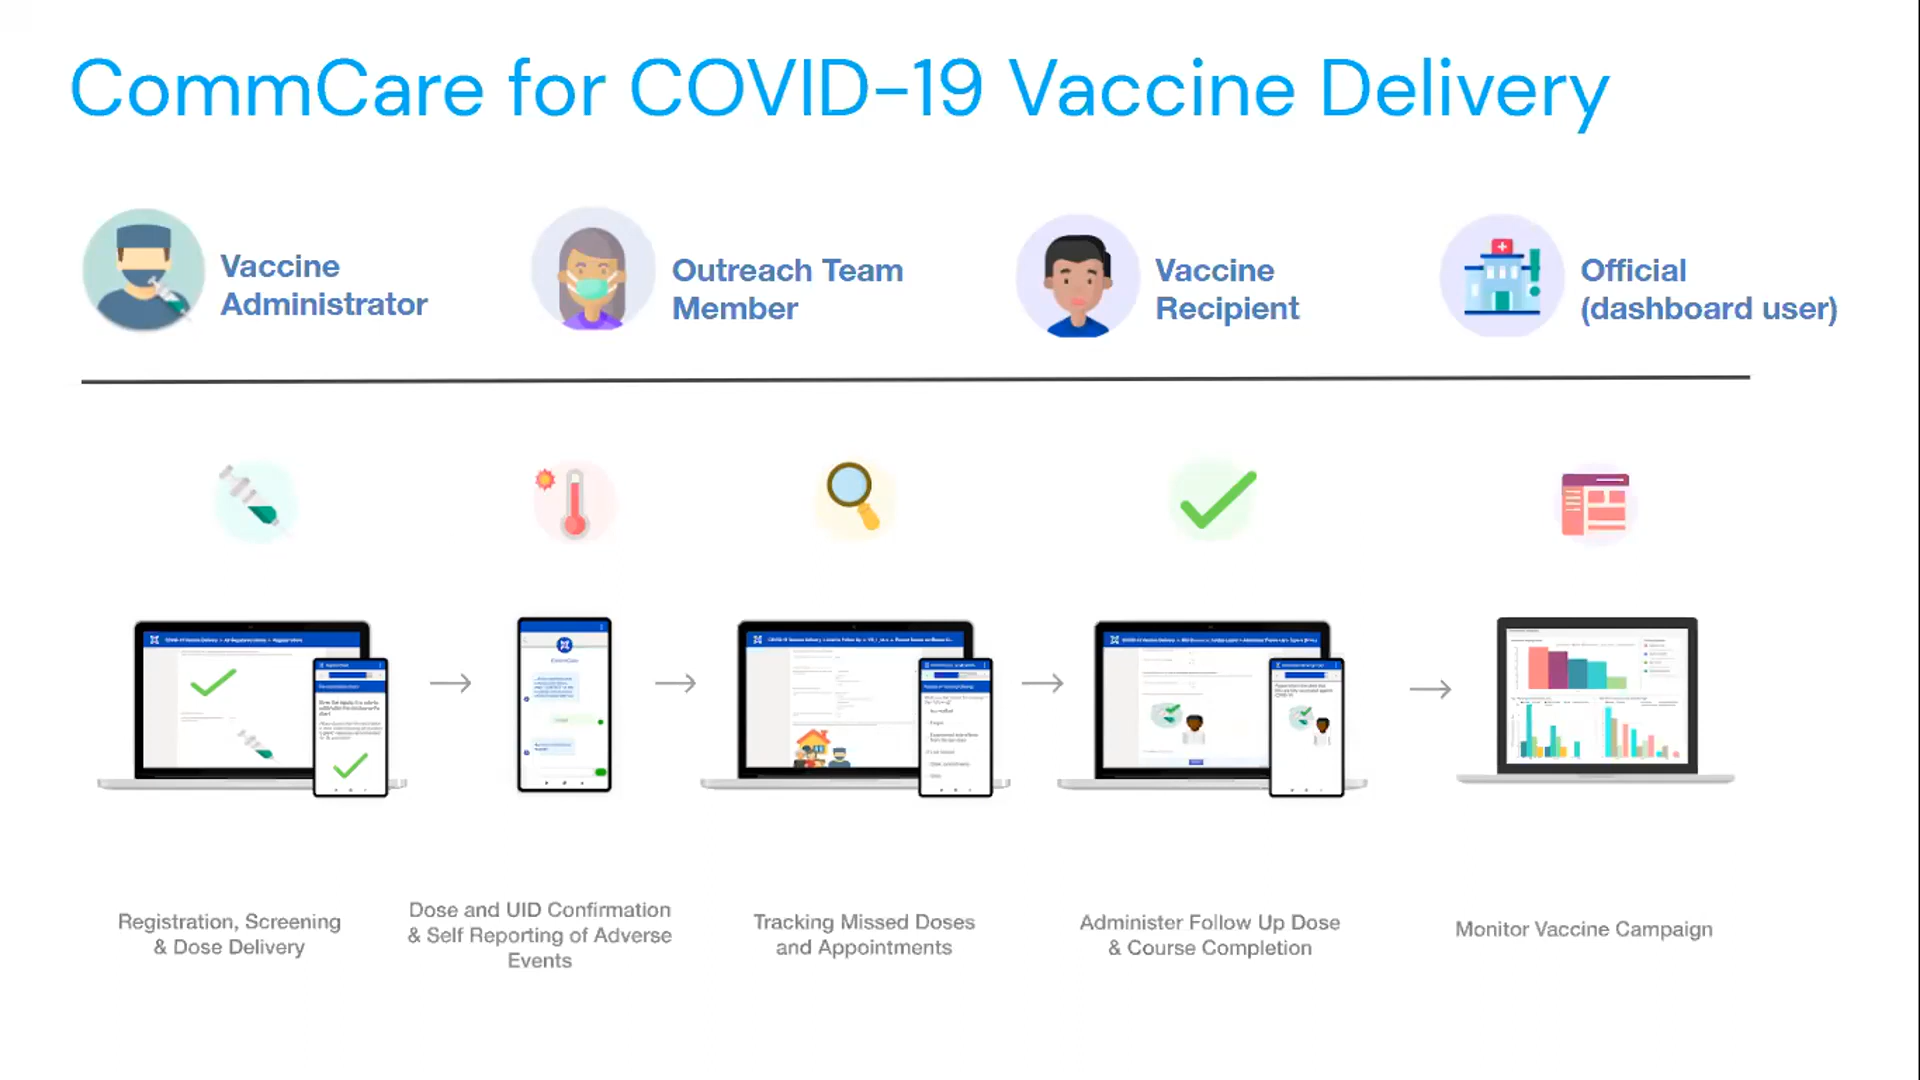 CommCare for COVID-19 Vaccine Delivery
Vaccine
Administrator
Outreach Team
Member
Vaccine
Recipient
Official
(dashboard user)
CommCare
Registration, Screening
& Dose Delivery
Dose and UID Confirmation
& Self Reporting of Adverse
Events
Tracking Missed Doses
and Appointments
Administer Follow Up Dose
& Course Completion
Monitor Vaccine Campaign